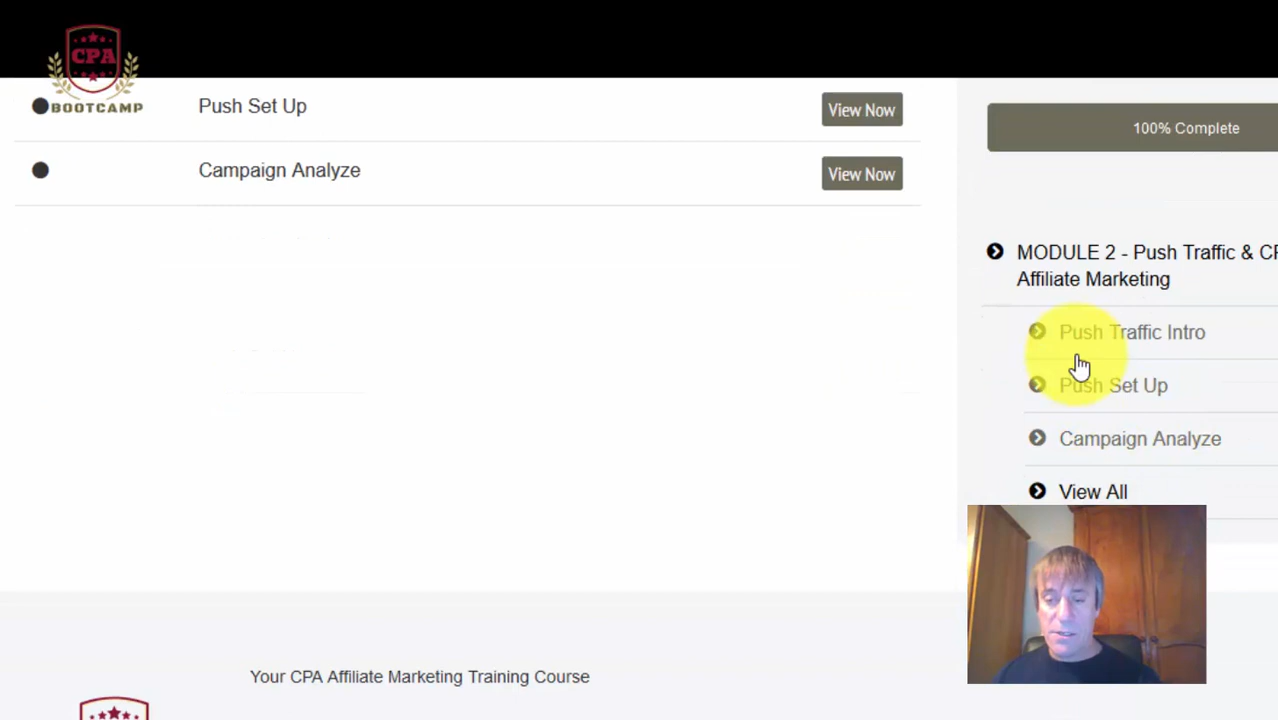 CPA
BOOTCAMP
Push Set Up
View Now
Campaign Analyze
View Now
100% Complete
MODULE 2 - Push Traffic & CP
Affiliate Marketing
Push Traffic Intro
Push Set Up
Campaign Analyze
View All
Your CPA Affiliate Marketing Training Course